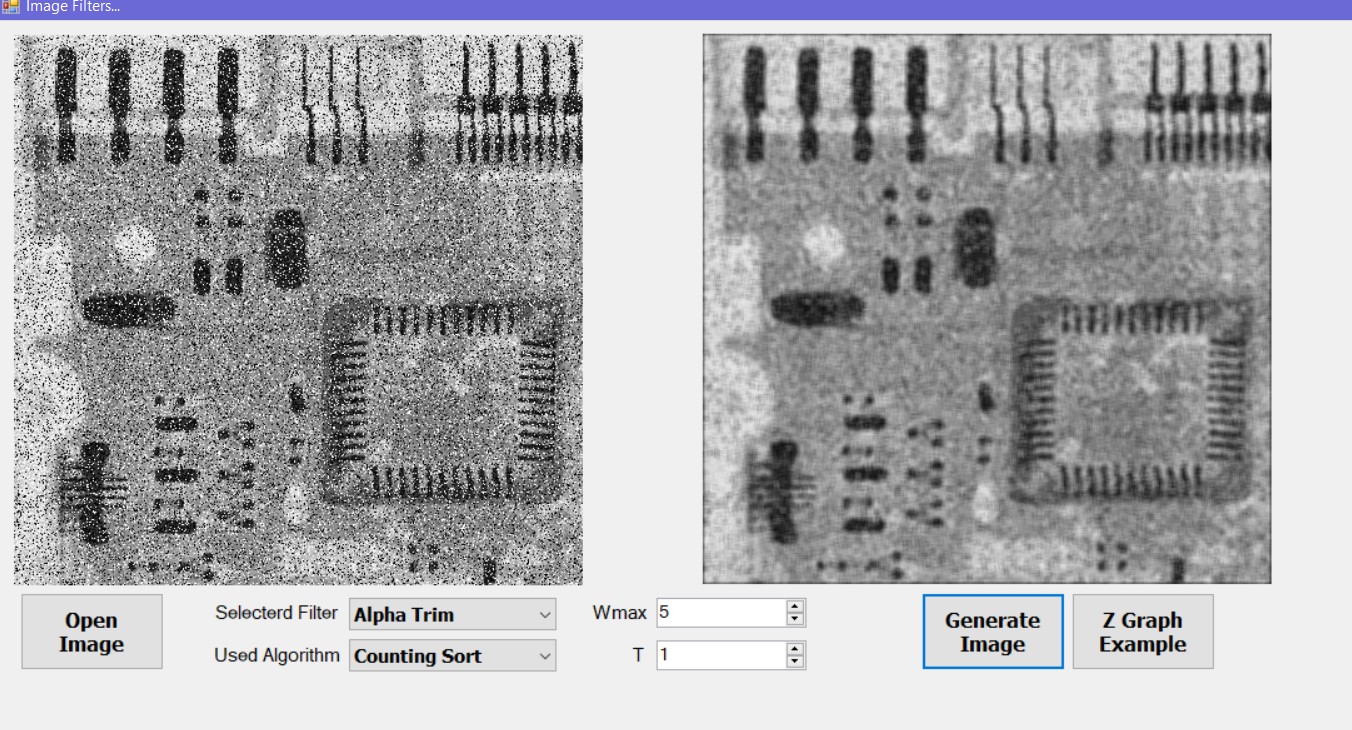 Image Filters...
Open
Image
Selecterd Filter
Alpha Trim
Wmax
5
Used Algorithm
Counting Sort
T
1
Generate
Image
Z Graph
Example